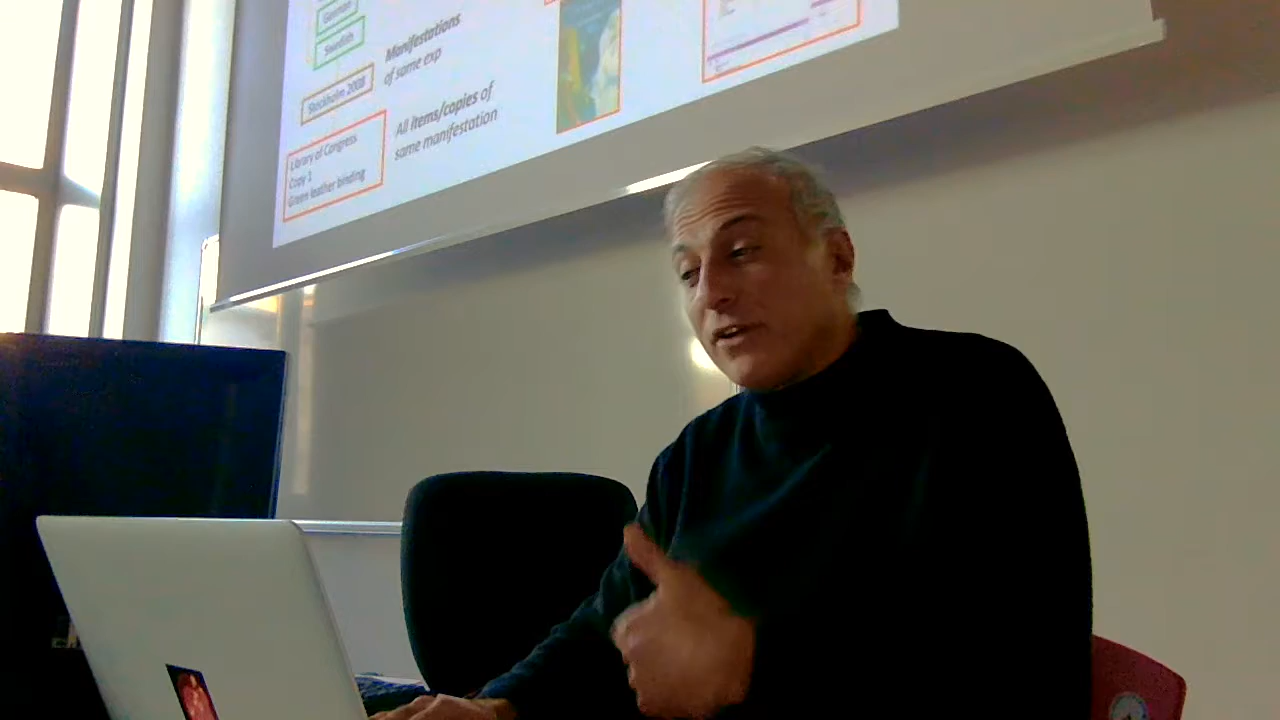 German
Swedish
Stockholm 2008
Library of Congress
Copy 1
Green leather binding
Manifestations
of same exp
All items/copies of
same manifestation